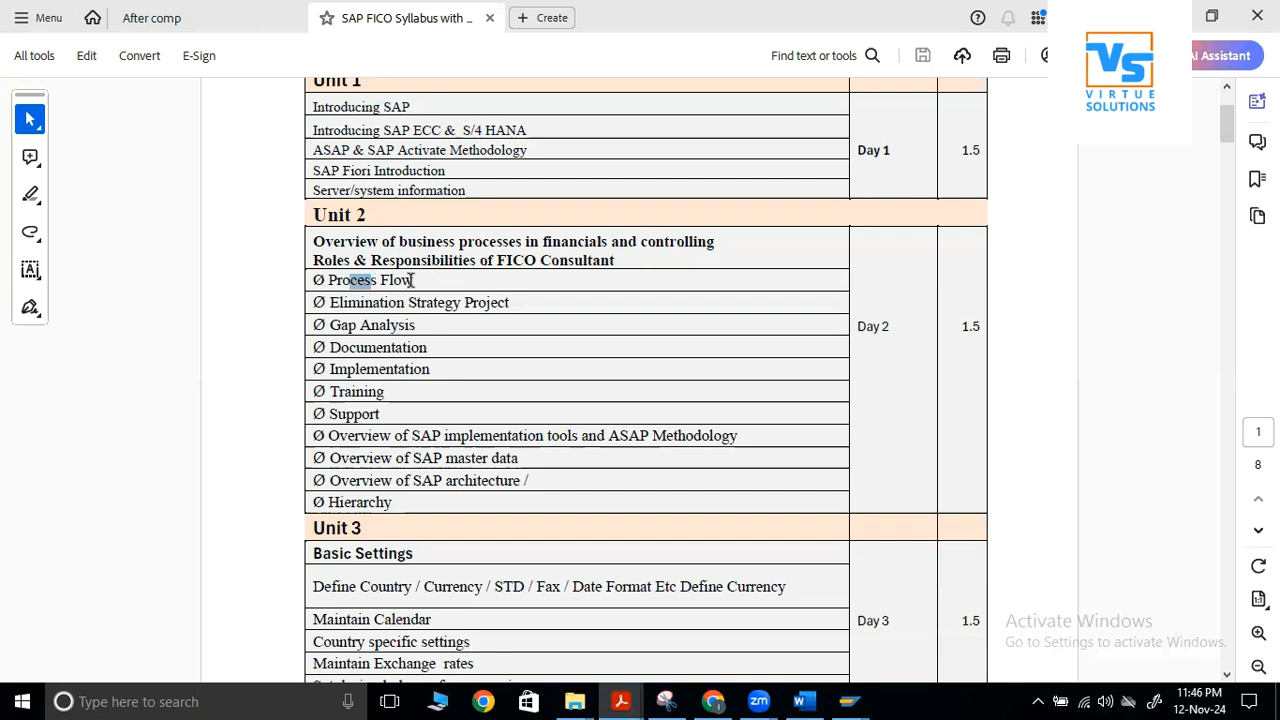 Menu
After comp
SAP FICO Syllabus with ...
Create
All tools
Edit
Convert
E-Sign
Find text or tools
AI Assistant
VS
VIRTUE
SOLUTIONS
Unit 1
Introducing SAP
Introducing SAP ECC & S/4 HANA
ASAP & SAP Activate Methodology
SAP Fiori Introduction
Server/system information
Day 1
1.5
Unit 2
Overview of business processes in financials and controlling
Roles & Responsibilities of FICO Consultant
Ø Process Flow
Ø Elimination Strategy Project
Ø Gap Analysis
Ø Documentation
Ø Implementation
Ø Training
Ø Support
Ø Overview of SAP implementation tools and ASAP Methodology
Ø Overview of SAP master data
Ø Overview of SAP architecture /
Ø Hierarchy
Day 2
1.5
Unit 3
Basic Settings
Define Country / Currency / STD / Fax / Date Format Etc Define Currency
Maintain Calendar
Country specific settings
Maintain Exchange rates
Day 3
1.5
1
8
Activate Windows
Go to Settings to activate Windows.
Type here to search
zm
11:46 PM
12-Nov-24